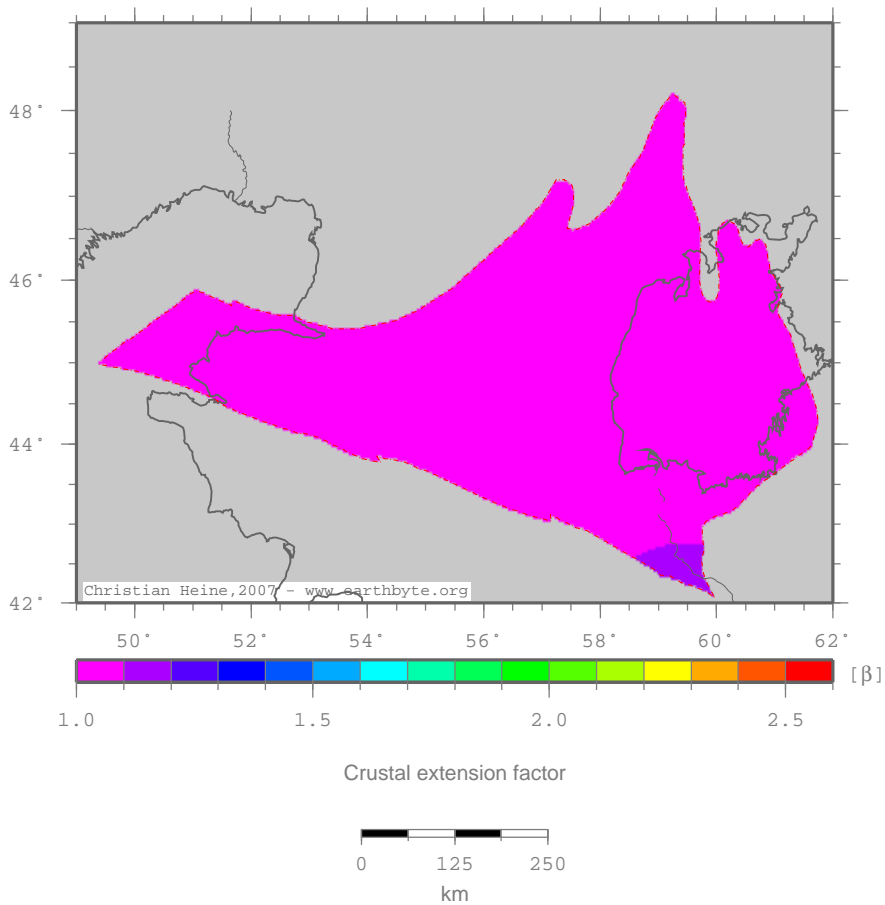 48°
46°
44°
42°
Christian Heine,2007 - www.earthbyte.org
50° 52° 54° 56° 58° 60° 62°
[β]
1.0 1.5 2.0 2.5
Crustal extension factor
0 125 250
km